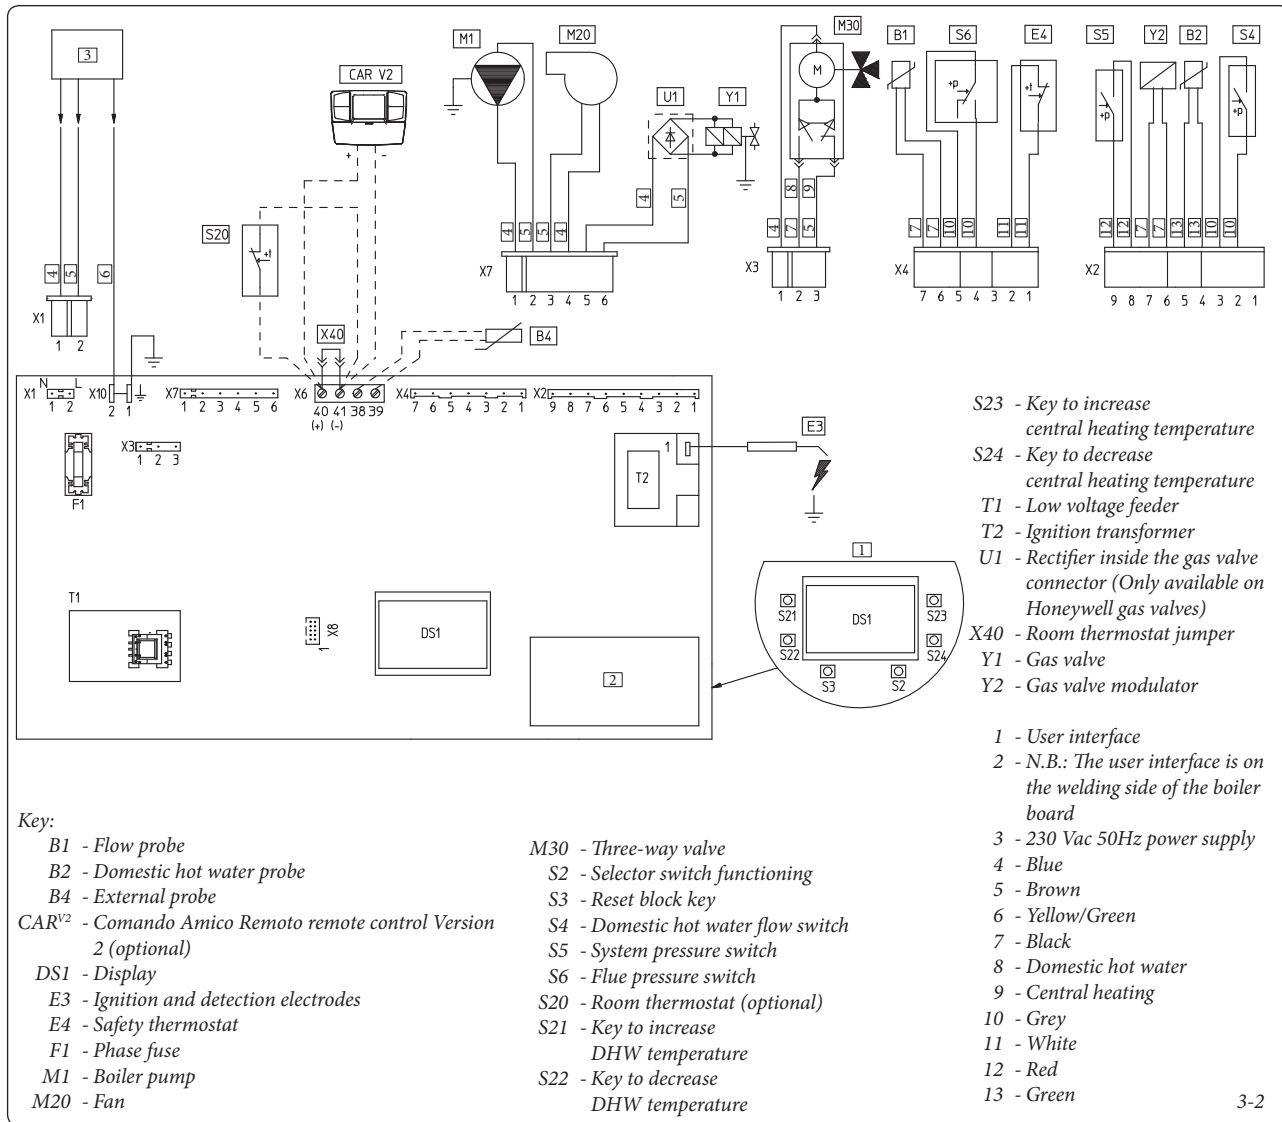 3
CAR V2
+ -
M1
M20
U1
Y1
M30
M
B1
S6
E4
S5
Y2
B2
S4
+p
+t
+p
+p
S20
+t
4 5 6
X1
1 2
4 5 5 4 4 5
X7
1 2 3 4 5 6
8 9
4 7 5
X3
1 2 3
7 7 10 10 11 11
X4
7 6 5 4 3 2 1
12 12 7 7 13 13 10 10
X2
9 8 7 6 5 4 3 2 1
X40
B4
X1 N L
1 2
X10
2 1
X7
1 2 3 4 5 6
X6
40 41 38 39
(+) (-)
X4
7 6 5 4 3 2 1
X2
9 8 7 6 5 4 3 2 1
X3
1 2 3
F1
1
T2
E3
T1
X8
1
DS1
2
1
DS1
S21
S22
S3
S2
S23
S24
S23 - Key to increase
central heating temperature
S24 - Key to decrease
central heating temperature
T1 - Low voltage feeder
T2 - Ignition transformer
U1 - Rectifier inside the gas valve
connector (Only available on
Honeywell gas valves)
X40 - Room thermostat jumper
Y1 - Gas valve
Y2 - Gas valve modulator
1 - User interface
2 - N.B.: The user interface is on
the welding side of the boiler
board
3 - 230 Vac 50Hz power supply
4 - Blue
5 - Brown
6 - Yellow/Green
7 - Black
8 - Domestic hot water
9 - Central heating
10 - Grey
11 - White
12 - Red
13 - Green
Key:
B1 - Flow probe
B2 - Domestic hot water probe
B4 - External probe
CAR V2 - Comando Amico Remoto remote control Version
2 (optional)
DS1 - Display
E3 - Ignition and detection electrodes
E4 - Safety thermostat
F1 - Phase fuse
M1 - Boiler pump
M20 - Fan
M30 - Three-way valve
S2 - Selector switch functioning
S3 - Reset block key
S4 - Domestic hot water flow switch
S5 - System pressure switch
S6 - Flue pressure switch
S20 - Room thermostat (optional)
S21 - Key to increase
DHW temperature
S22 - Key to decrease
DHW temperature
3-2